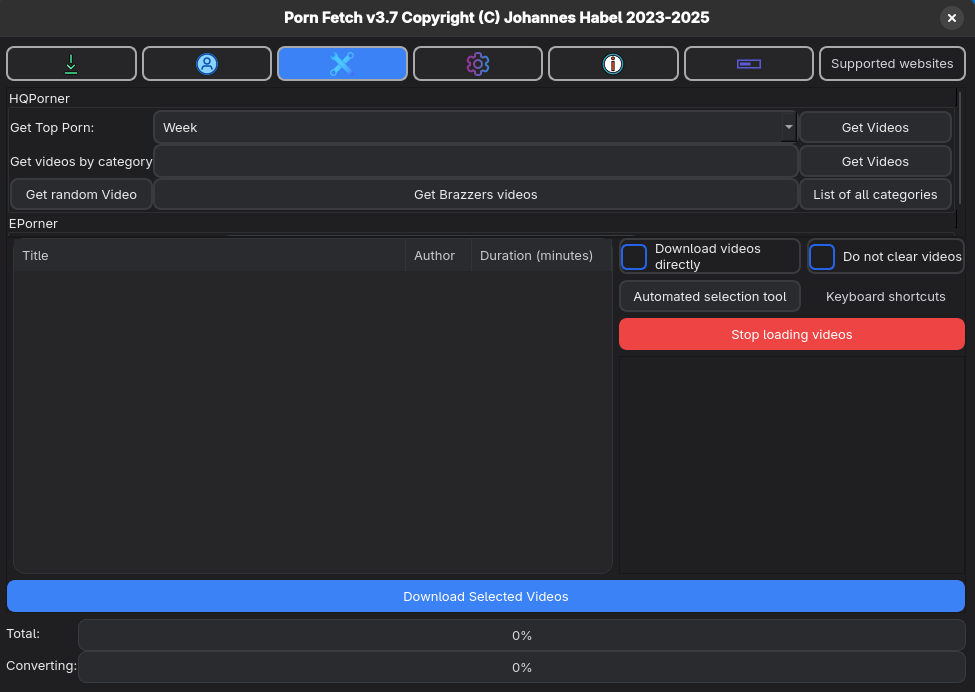 Porn Fetch v3.7 Copyright (C) Johannes Habel 2023-2025
Supported websites
HQPorner
Get Top Porn:
Week
Get Videos
Get videos by category
Get Videos
Get random Video
Get Brazzers videos
List of all categories
EPorner
Title
Author
Duration (minutes)
Download videos
directly
Do not clear videos
Automated selection tool
Keyboard shortcuts
Stop loading videos
Download Selected Videos
Total:
0%
Converting:
0%